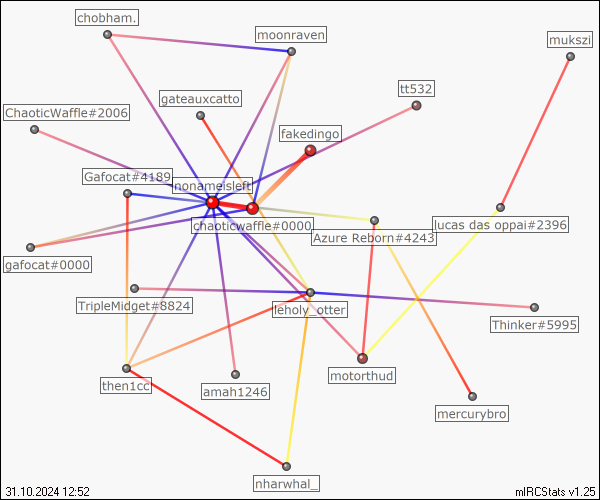 chobham.
moonraven
mukszi
tt532
gateauxcatto
ChaoticWaffle#2006
fakedingo
Gafocat#4189
nonameisleft
chaoticwaffle#0000
lucas das oppai#2396
Azure Reborn#4243
gafocat#0000
TripleMidget#8824
leholy_otter
Thinker#5995
motorthud
then1cc
amah1246
mercurybro
nharwhal_
31.10.2024 12:52
mIRCStats v1.25